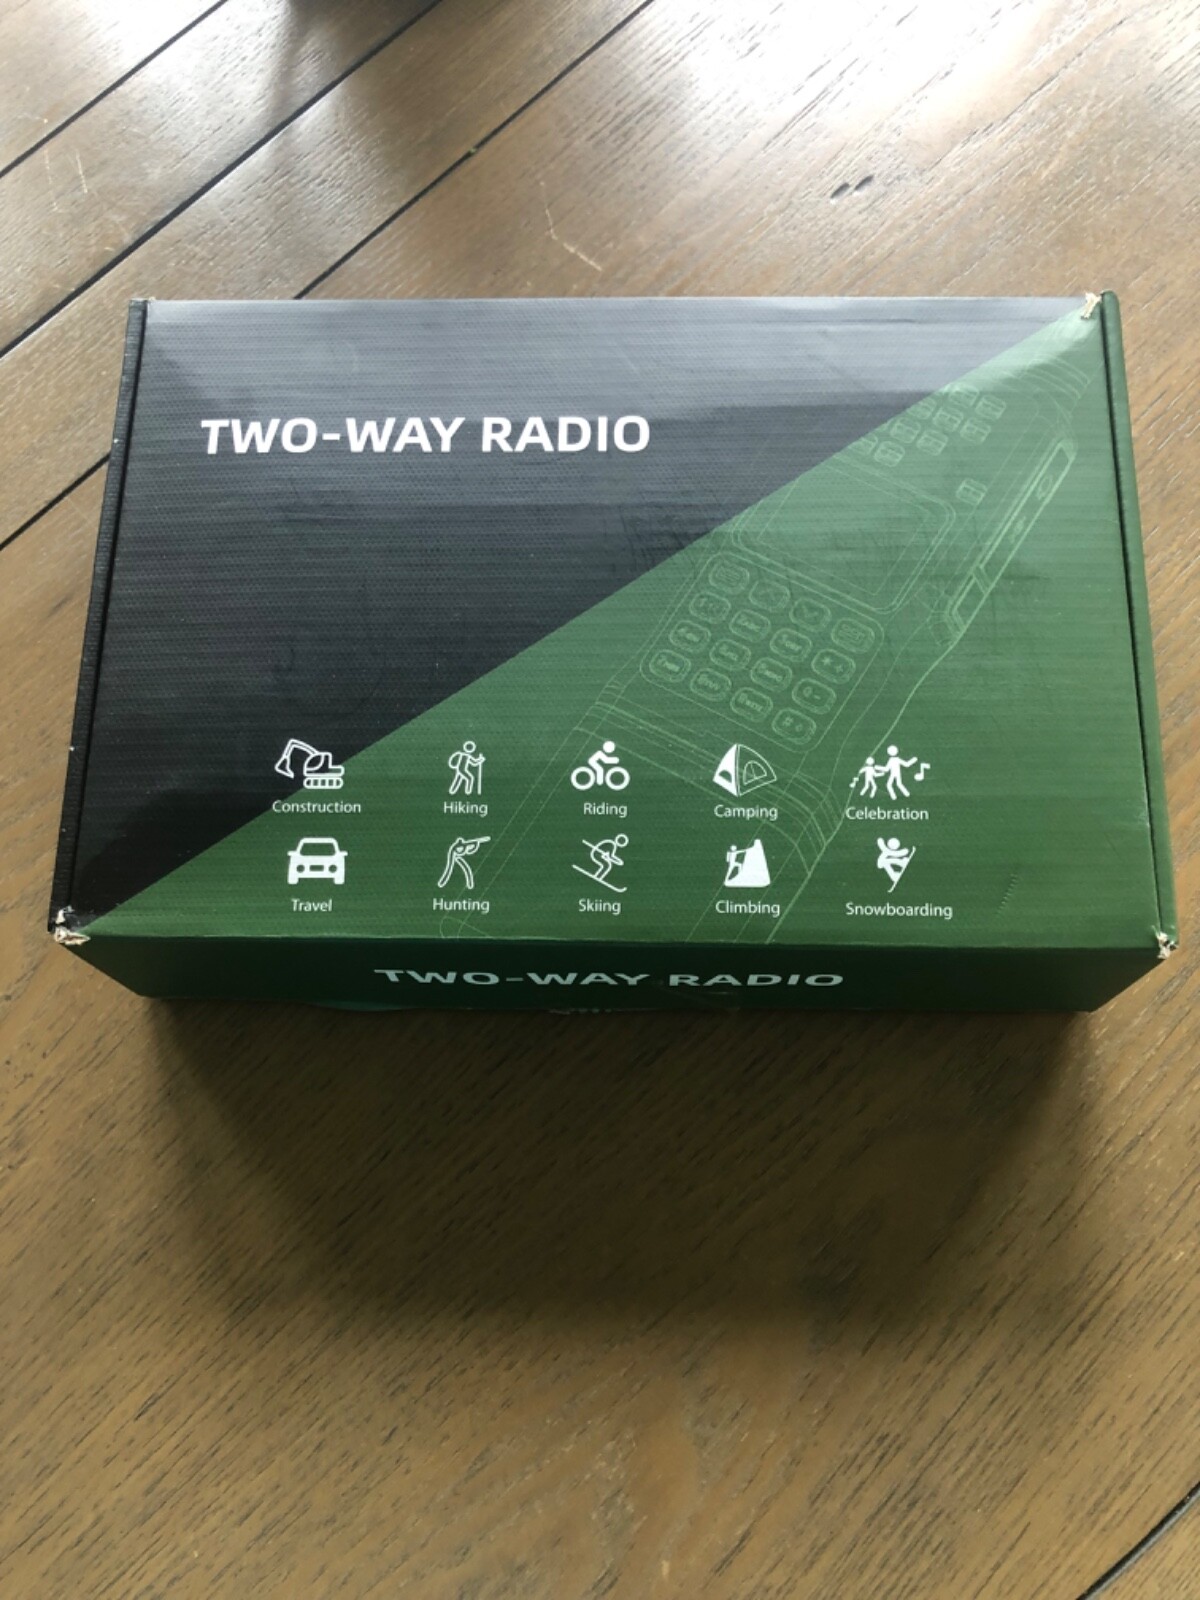 TWO-WAY RADIO
Construction Hiking Riding Camping Celebration
Travel Hunting Skiing Climbing Snowboarding
TWO-WAY RADIO